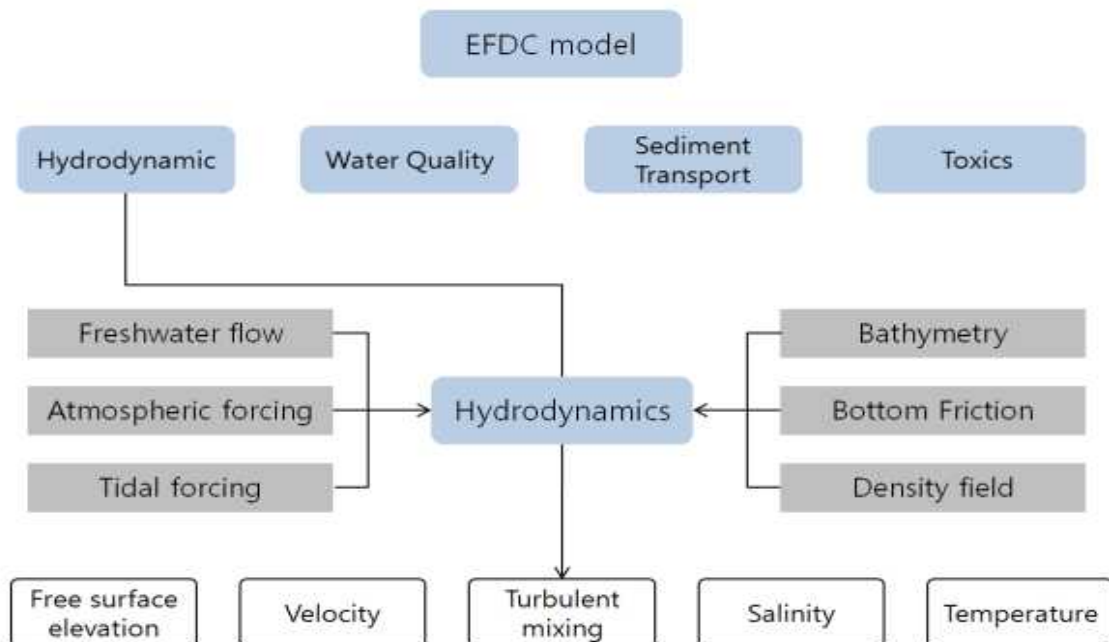 EFDC model
Hydrodynamic
Water Quality
Sediment
Transport
Toxics
Freshwater flow
Atmospheric forcing
Tidal forcing
Hydrodynamics
Bathymetry
Bottom Friction
Density field
Free surface
elevation
Velocity
Turbulent
mixing
Salinity
Temperature